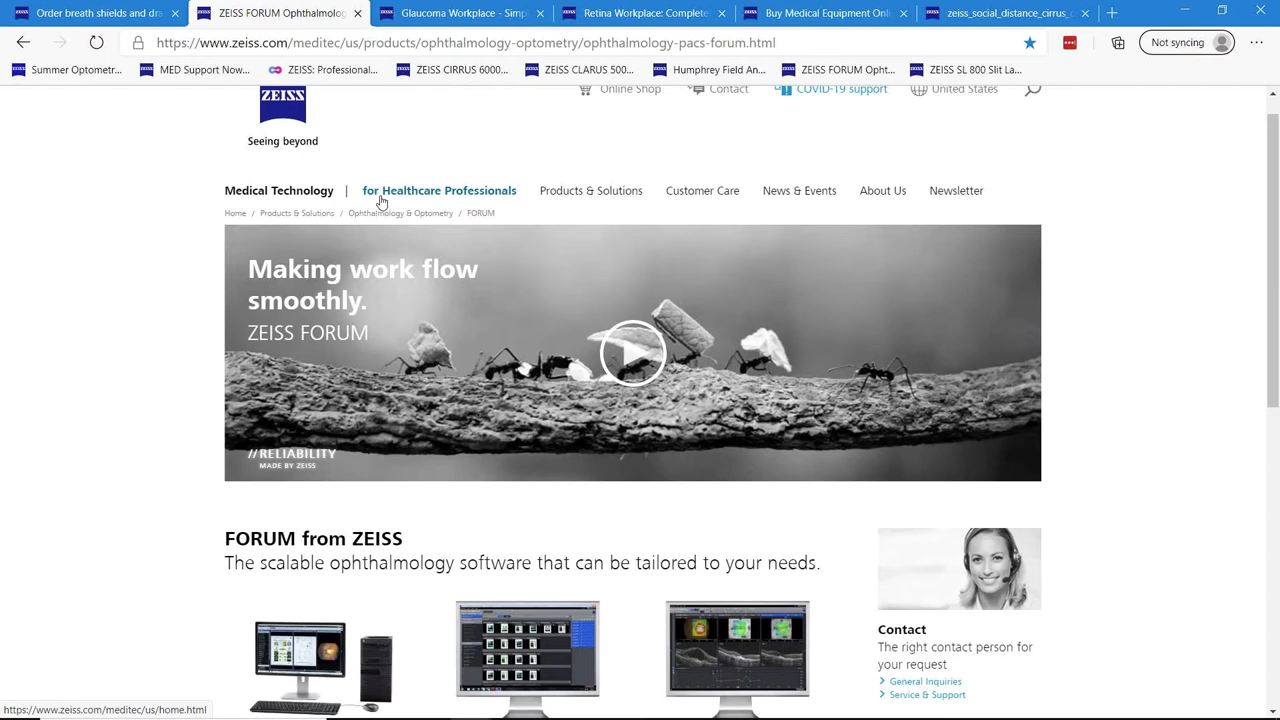 Order breath shields and dro
ZEISS FORUM Ophthalmology
Glaucoma Workplace - Simp
Retina Workplace: Complete
Buy Medical Equipment Onl
zeiss_social_distance_cirrus_c
https://www.zeiss.com/meditec/us/products/ophthalmology-optometry/ophthalmology-pacs-forum.html
Not syncing
Summer Optometry...
MED Support Now...
ZEISS: Professional...
ZEISS CIRRUS 6000...
ZEISS CLARUS 500...
Humphrey Field An...
ZEISS FORUM Opht...
ZEISS SL 800 Slit La...
ZEISS
Seeing beyond
Online Shop
Contact
COVID-19 support
United States
Medical Technology | for Healthcare Professionals Products & Solutions Customer Care News & Events About Us Newsletter
Home / Products & Solutions / Ophthalmology & Optometry / FORUM
Making work flow
smoothly.
ZEISS FORUM
//RELIABILITY
MADE BY ZEISS
FORUM from ZEISS
The scalable ophthalmology software that can be tailored to your needs.
Contact
The right contact person for
your request
General Inquiries
Service & Support
https://www.zeiss.com/meditec/us/home.html